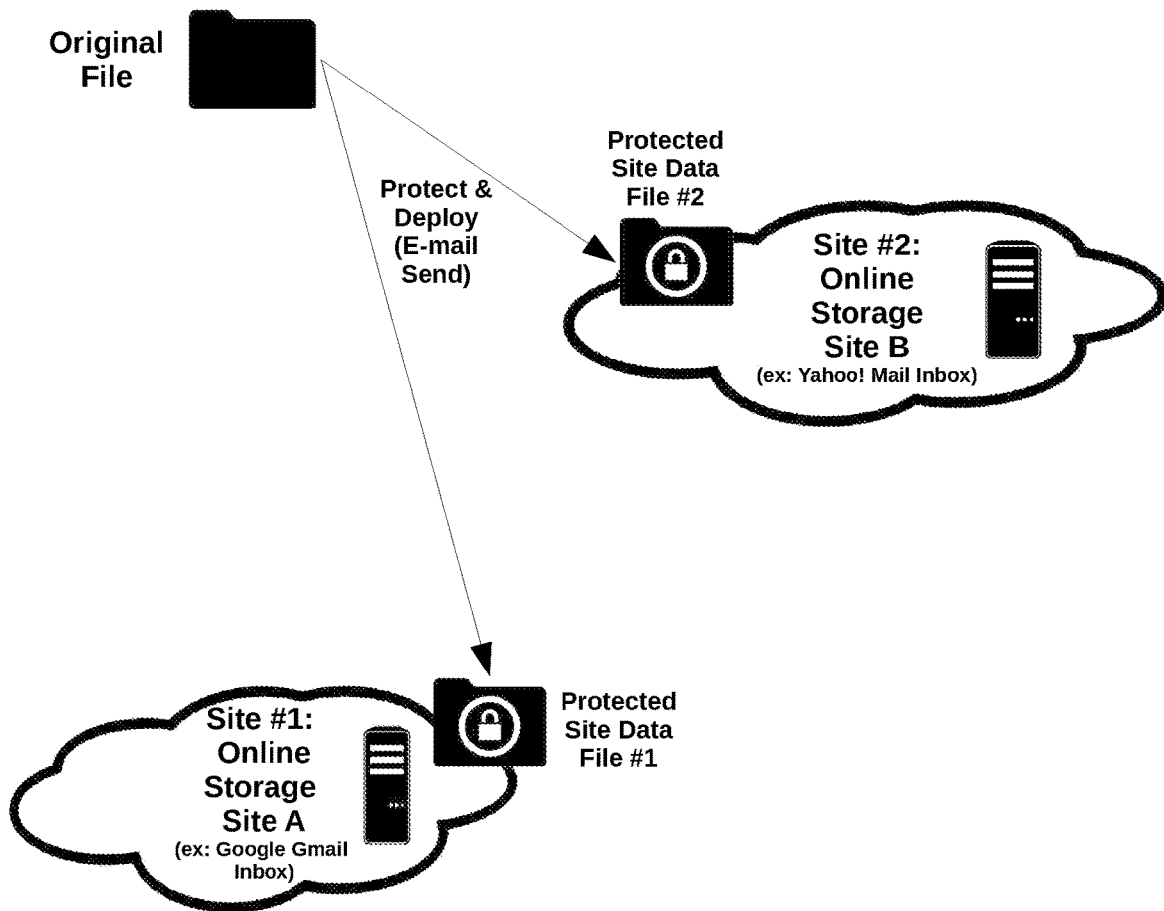 Original
File
Protected
Site Data
File #2
Protect &
Deploy
(E-mail
Send)
Site #2:
Online
Storage
Site B
(ex: Yahoo! Mail Inbox)
Protected
Site Data
File #1
Site #1:
Online
Storage
Site A
(ex: Google Gmail
Inbox)